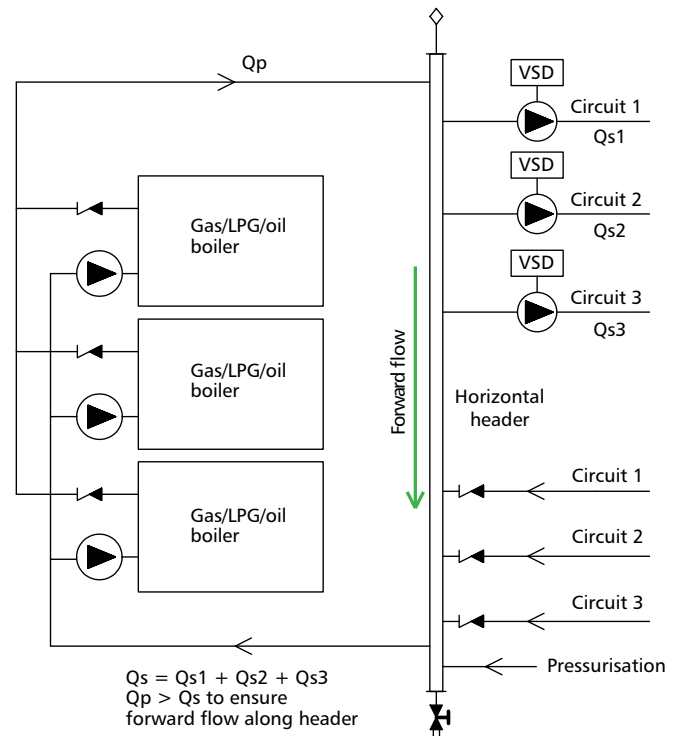 Qp
VSD
Circuit 1
Qs1
VSD
Circuit 2
Qs2
VSD
Circuit 3
Qs3
Gas/LPG/oil
boiler
Gas/LPG/oil
boiler
Gas/LPG/oil
boiler
Forward flow
Horizontal
header
Circuit 1
Circuit 2
Circuit 3
Pressurisation
Qs = Qs1 + Qs2 + Qs3
Qp > Qs to ensure
forward flow along header